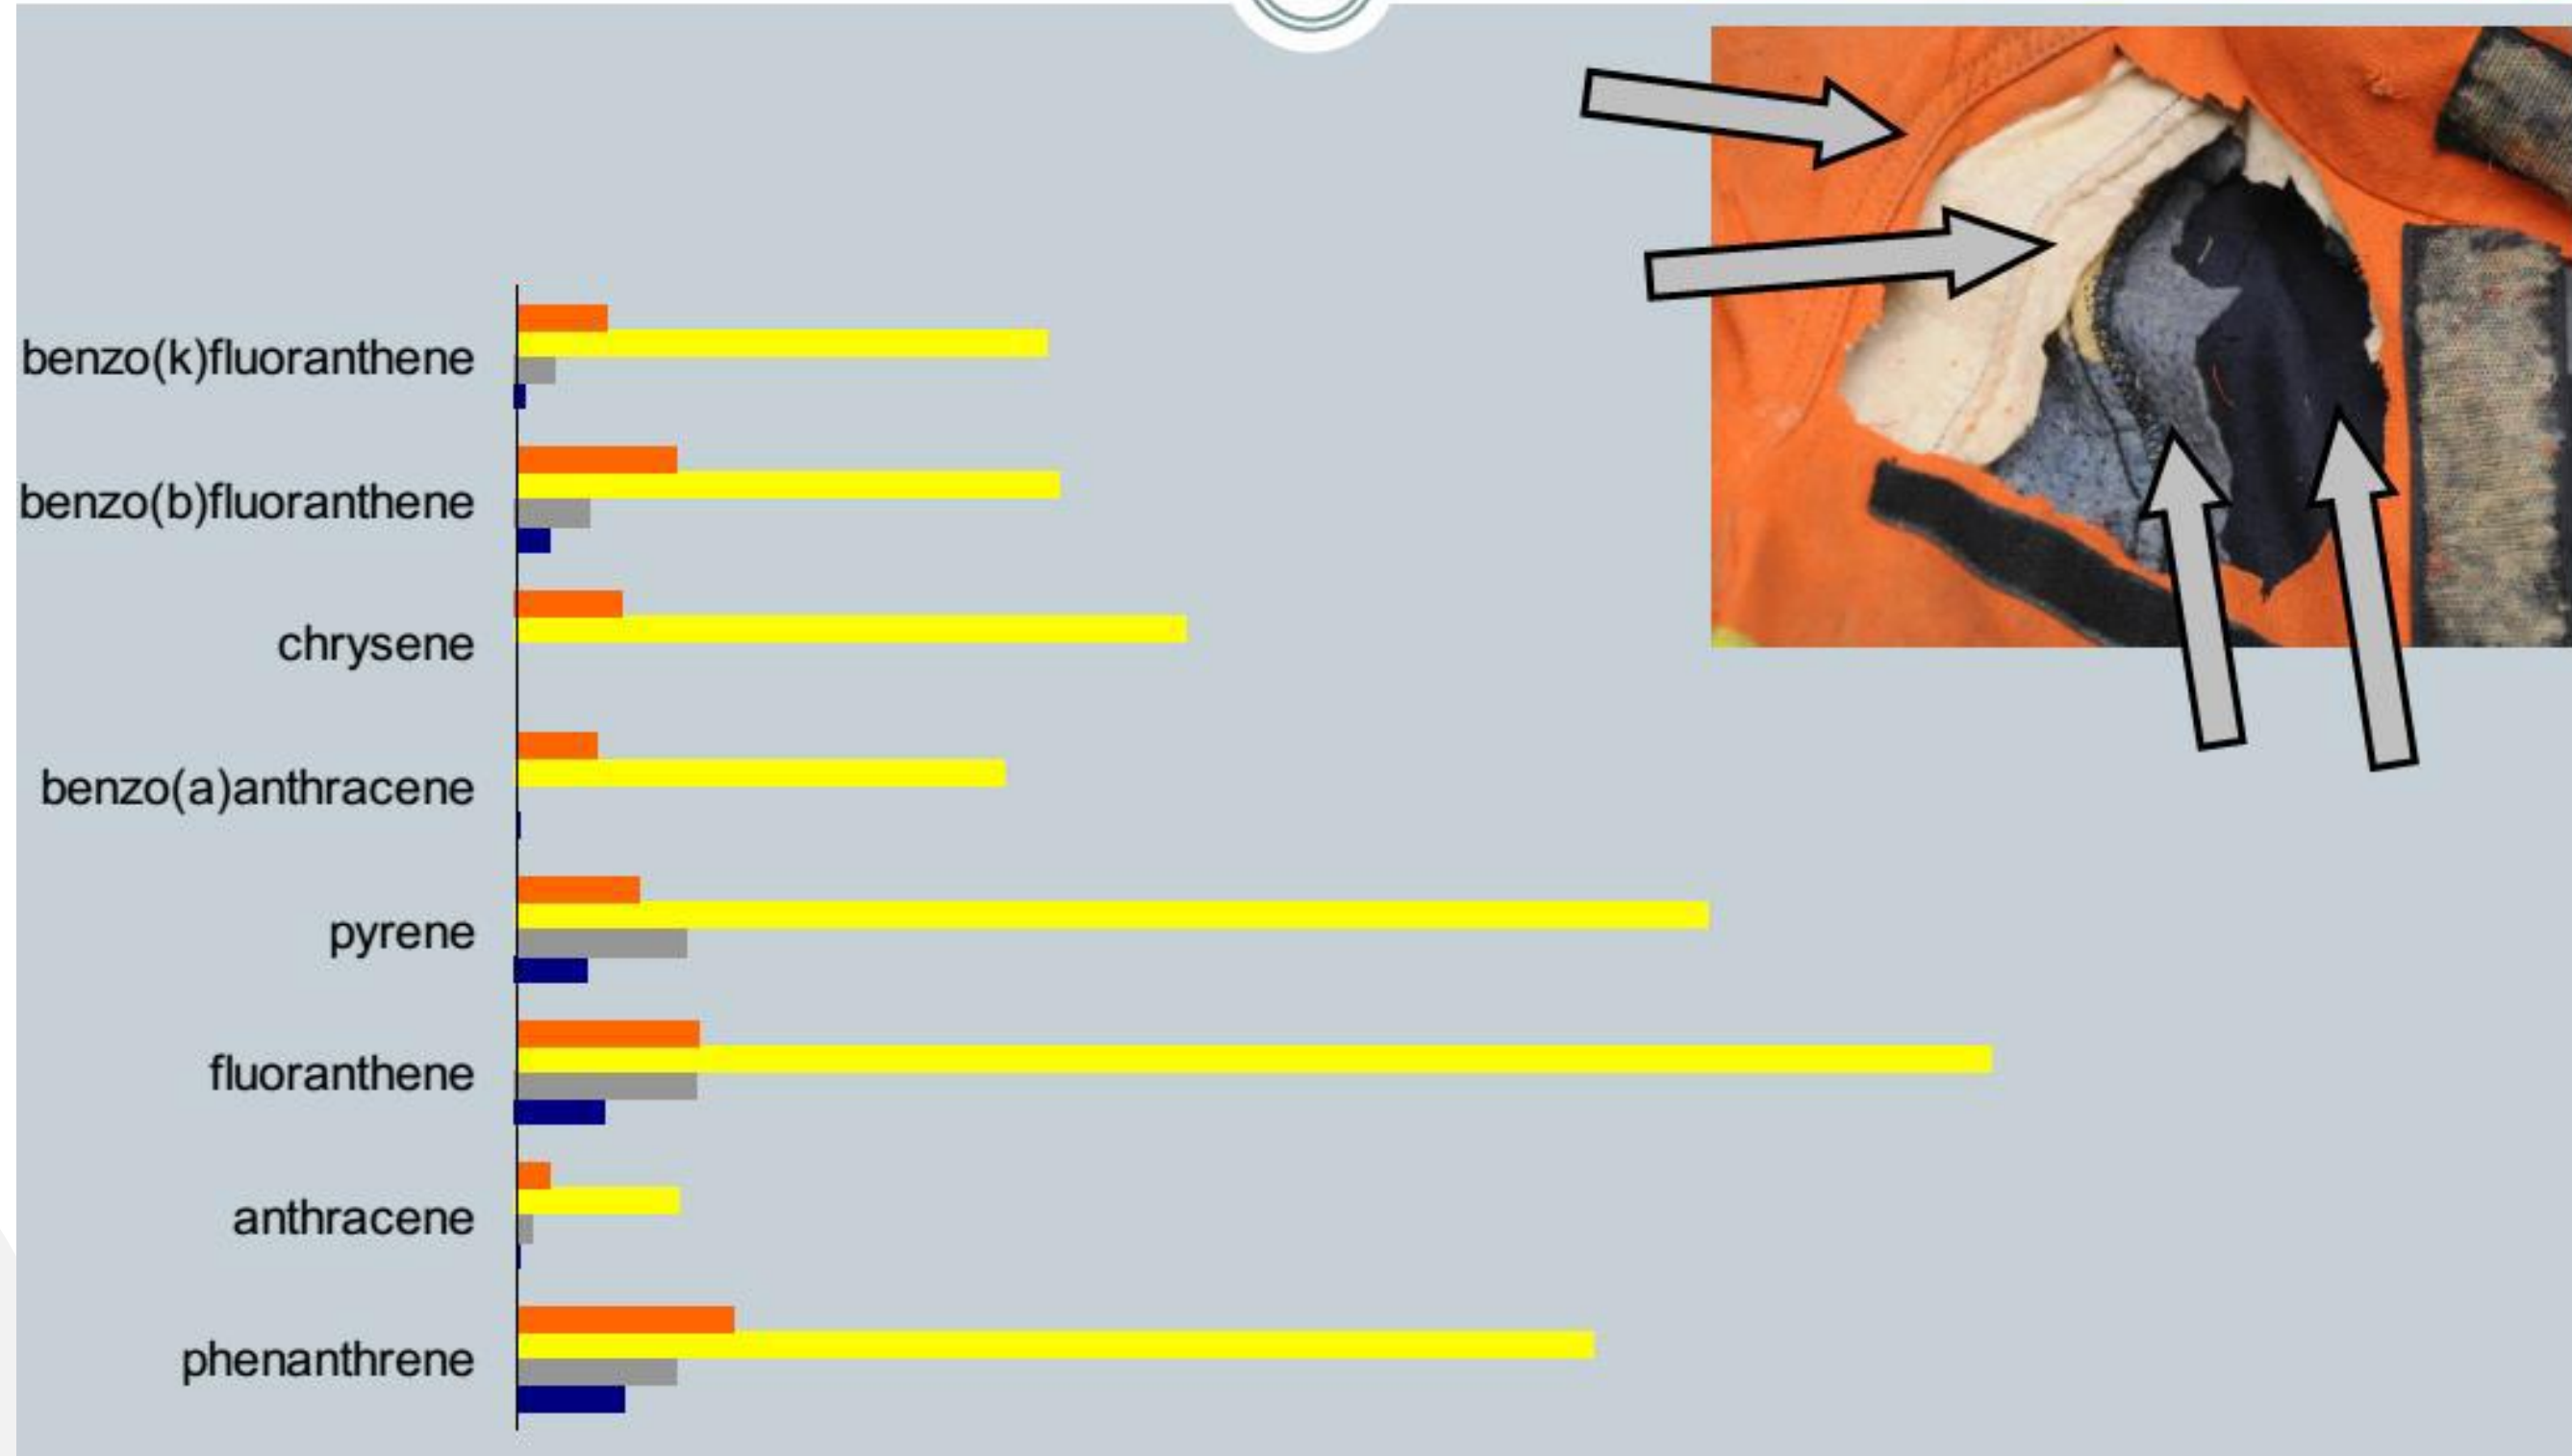 benzo(k)fluoranthene
benzo(b)fluoranthene
chrysene
benzo(a)anthracene
pyrene
fluoranthene
anthracene
phenanthrene